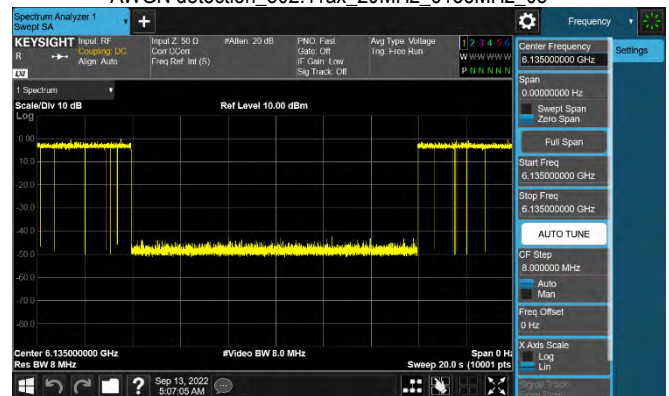 Spectrum Analyzer 1
Swept SA
Frequency
KEYSIGHT
R
Input: RF
Coupling: DC
Align: Auto
Input Z: 50 Ω
Corr CCorr
Freq Ref: Int (S)
#Atten: 20 dB
PNO: Fast
Gate: Off
IF Gain: Low
Sig Track: Off
Avg Type: Voltage
Trig: Free Run
1 2 3 4 5 6
W W W W W W
P N N N N N
LXI
1 Spectrum
Scale/Div 10 dB
Ref Level 10.00 dBm
Log
0.00
-10.0
-20.0
-30.0
-40.0
-50.0
-60.0
-70.0
-80.0
Center 6.135000000 GHz
Res BW 8 MHz
#Video BW 8.0 MHz
Span 0 Hz
Sweep 20.0 s (10001 pts
Center Frequency
6.135000000 GHz
Settings
Span
0.00000000 Hz
Swept Span
Zero Span
Full Span
Start Freq
6.135000000 GHz
Stop Freq
6.135000000 GHz
AUTO TUNE
CF Step
8.000000 MHz
Auto
Man
Freq Offset
0 Hz
X Axis Scale
Log
Lin
Signal Track
Sep 13, 2022
5:07:05 AM